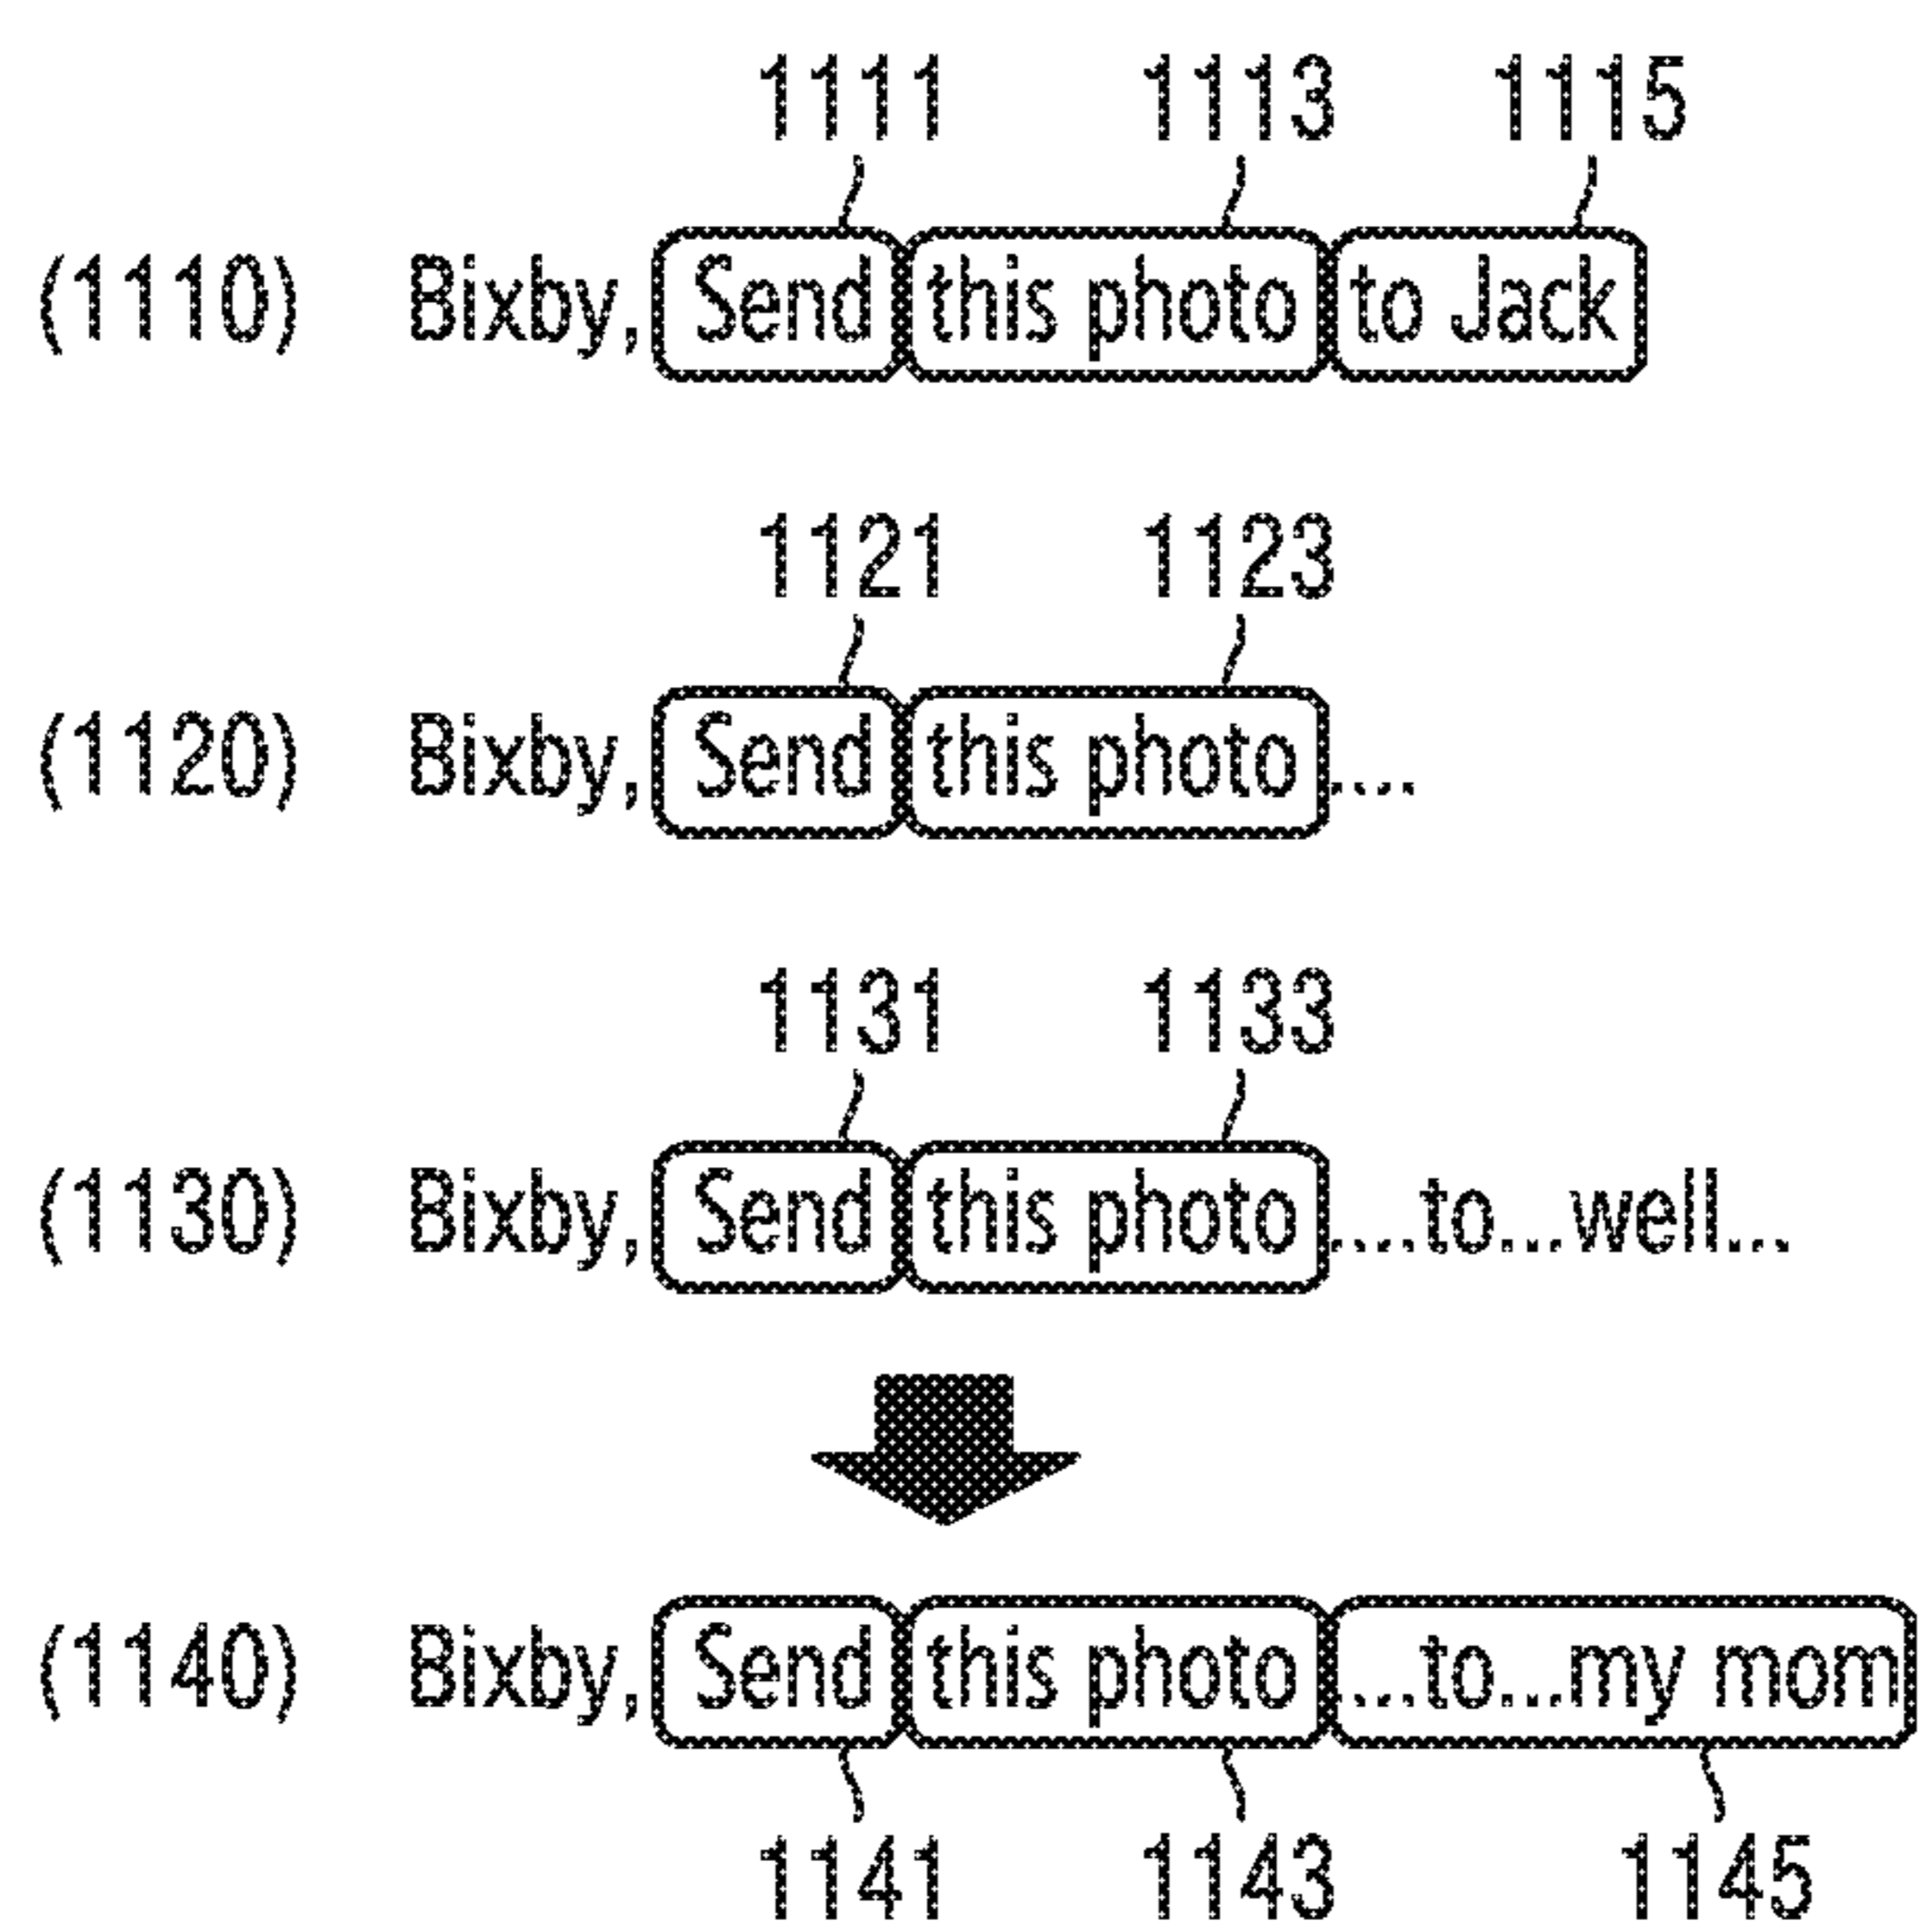 1111 1113 1115
(1110) Bixby, Send this photo to Jack
1121 1123
(1120) Bixby, Send this photo....
1131 1133
(1130) Bixby, Send this photo....to...well...
(1140) Bixby, Send this photo...to...my mom
1141 1143 1145